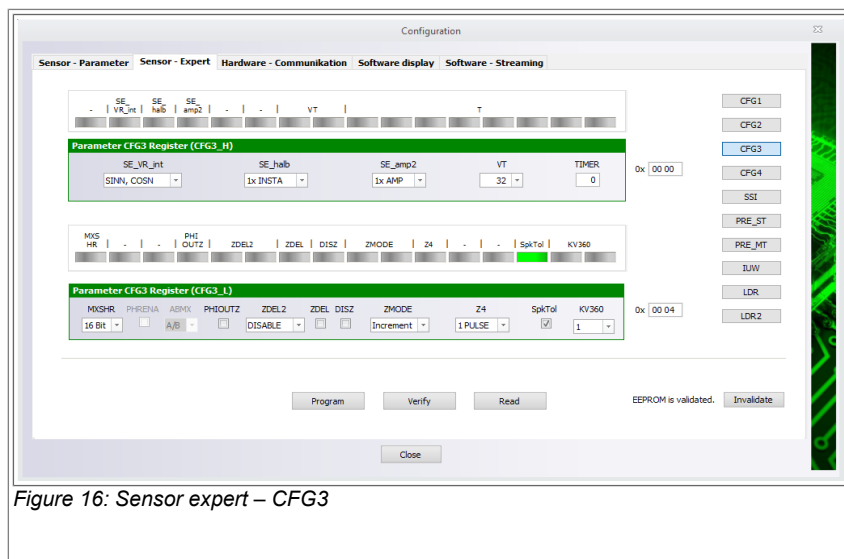 Configuration
Sensor - Parameter Sensor - Expert Hardware - Communikation Software display Software - Streaming
- | SE_ VR_int | SE_ halb | SE_ amp2 | - | - | VT | T
CFG1
CFG2
Parameter CFG3 Register (CFG3_H)
CFG3
SE_VR_int SE_halb SE_amp2 VT TIMER
SINN, COSN 1x INSTA 1x AMP 32 0
0x 00 00
CFG4
SSI
PRE_ST
MXS HR | - | - | PHI OUTZ | ZDEL2 | ZDEL | DISZ | ZMODE | Z4 | - | - | SpkTol | KV360
PRE_MT
IUW
Parameter CFG3 Register (CFG3_L)
LDR
MXSHR PHRENA ABMX PHIOUTZ ZDEL2 ZDEL DISZ ZMODE Z4 SpkTol KV360
16 Bit A/B DISABLE Increment 1 PULSE 1
0x 00 04
LDR2
Program Verify Read
EEPROM is validated. Invalidate
Close
Figure 16: Sensor expert – CFG3